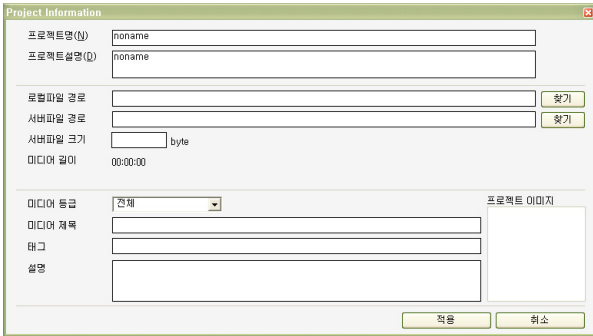 Project Information
프로젝트명(N) noname
프로젝트설명(D) noname
로컬파일 경로 찾기
서버파일 경로 찾기
서버파일 크기 byte
미디어 길이 00:00:00
미디어 등급 전체 프로젝트 이미지
미디어 제목
태그
설명
적용 취소